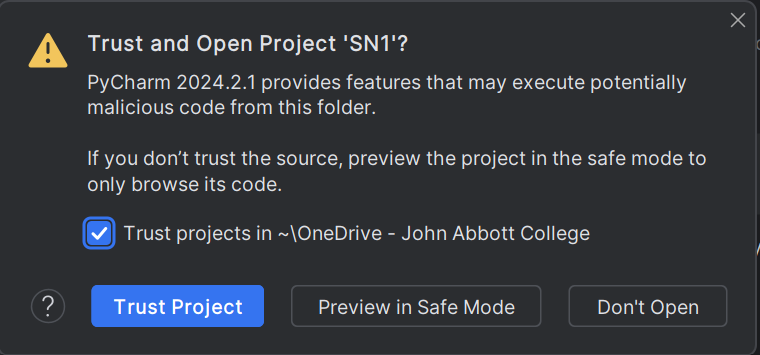 Trust and Open Project 'SN1'?
PyCharm 2024.2.1 provides features that may execute potentially
malicious code from this folder.
If you don’t trust the source, preview the project in the safe mode to
only browse its code.
Trust projects in ~\OneDrive - John Abbott College
? Trust Project Preview in Safe Mode Don't Open